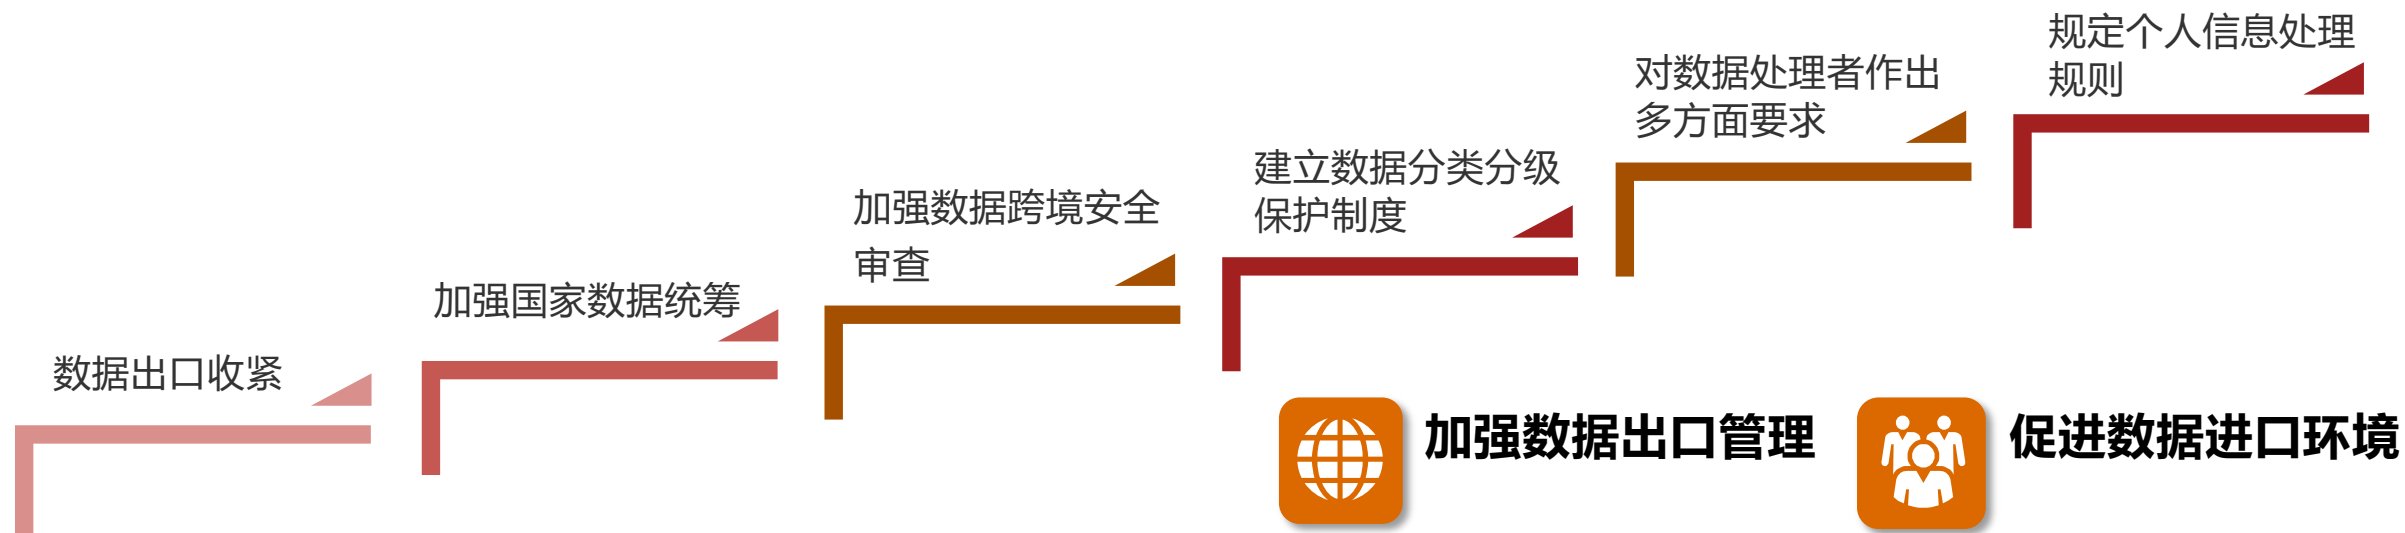 数据出口收紧
加强国家数据统筹
加强数据跨境安全
审查
建立数据分类分级
保护制度
对数据处理者作出
多方面要求
规定个人信息处理
规则
加强数据出口管理
促进数据进口环境